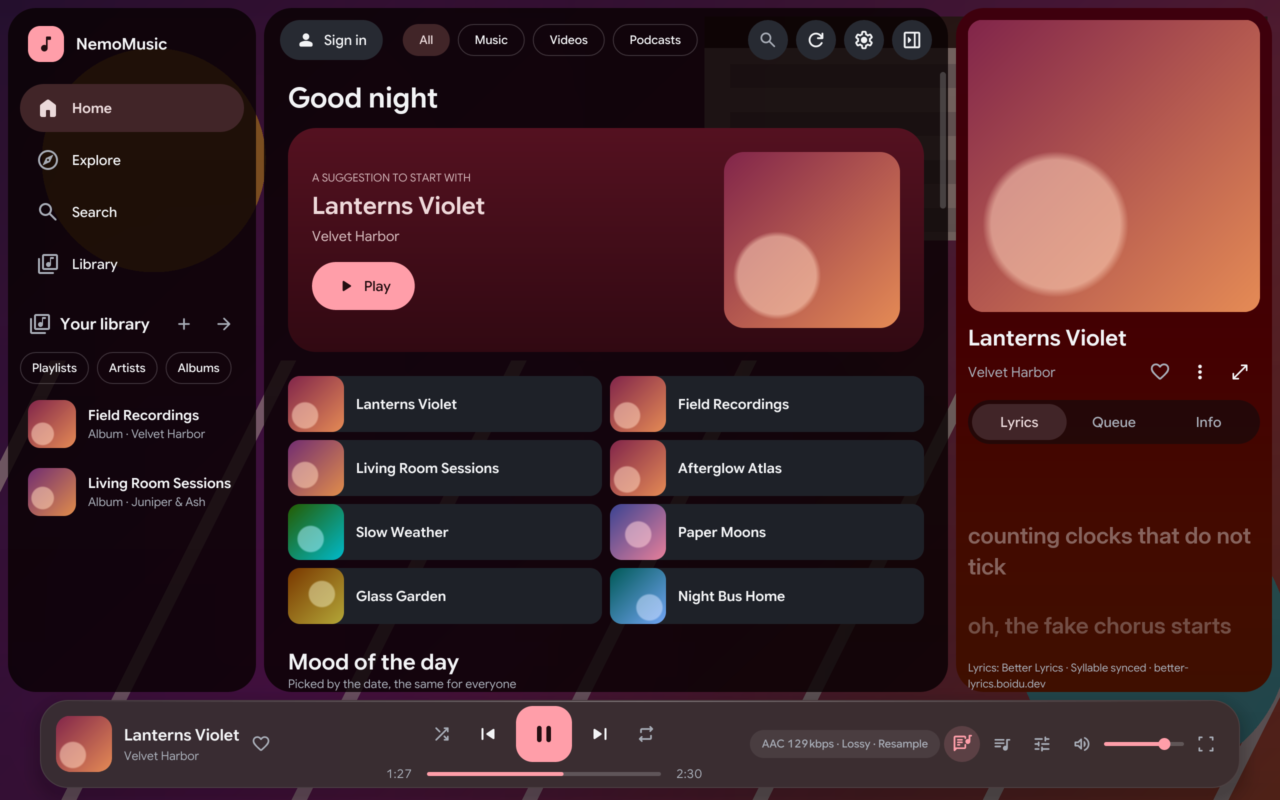 NemoMusic
Home
Explore
Search
Library
Your library
Playlists
Artists
Albums
Field Recordings
Album · Velvet Harbor
Living Room Sessions
Album · Juniper & Ash
Sign in
All
Music
Videos
Podcasts
Good night
A SUGGESTION TO START WITH
Lanterns Violet
Velvet Harbor
Play
Lanterns Violet
Field Recordings
Living Room Sessions
Afterglow Atlas
Slow Weather
Paper Moons
Glass Garden
Night Bus Home
Mood of the day
Picked by the date, the same for everyone
Lanterns Violet
Velvet Harbor
Lyrics
Queue
Info
counting clocks that do not
tick
oh, the fake chorus starts
Lyrics: Better Lyrics · Syllable synced · better-
lyrics.boidu.dev
Lanterns Violet
Velvet Harbor
1:27
2:30
AAC 129 kbps · Lossy · Resample